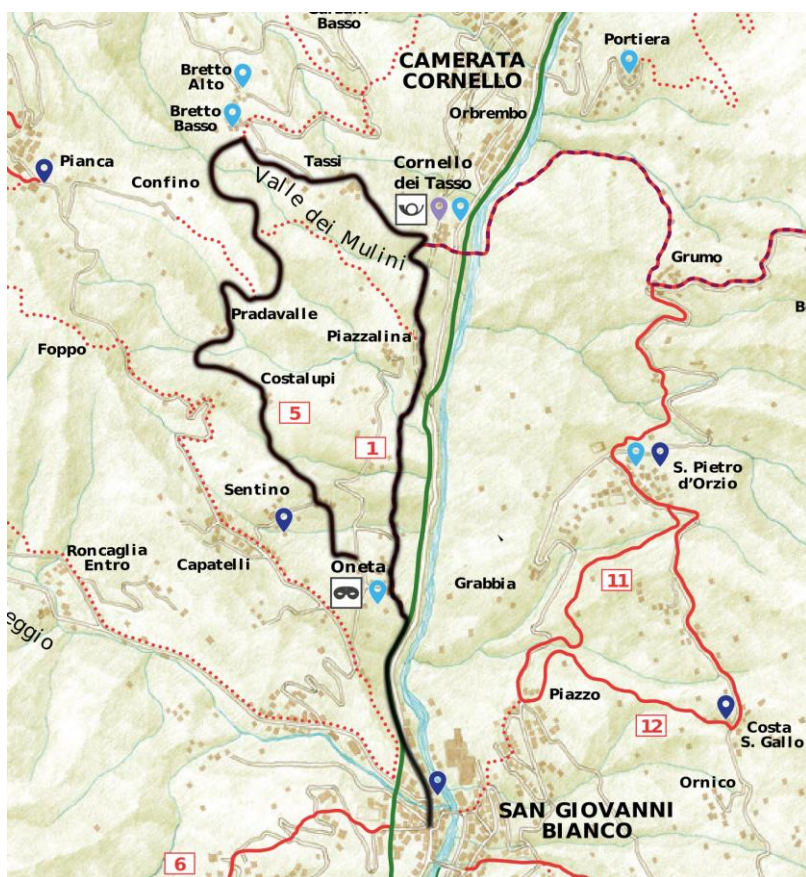 Basso
CAMERATA
CORNELLO
Portiera
Bretto
Alto
Orbrembo
Bretto
Basso
Pianca
Tassi
Cornello
dei Tasso
Confino
Valle dei Mulini
Grumo
Pradavalle
Piazzalina
Foppo
Costalupi
5
1
S. Pietro
d'Orzio
Sentino
Roncaglia
Entro
Capatelli
Oneta
Grabbia
11
eggio
Piazzo
12
Costa
S. Gallo
Ornico
SAN GIOVANNI
BIANCO
6